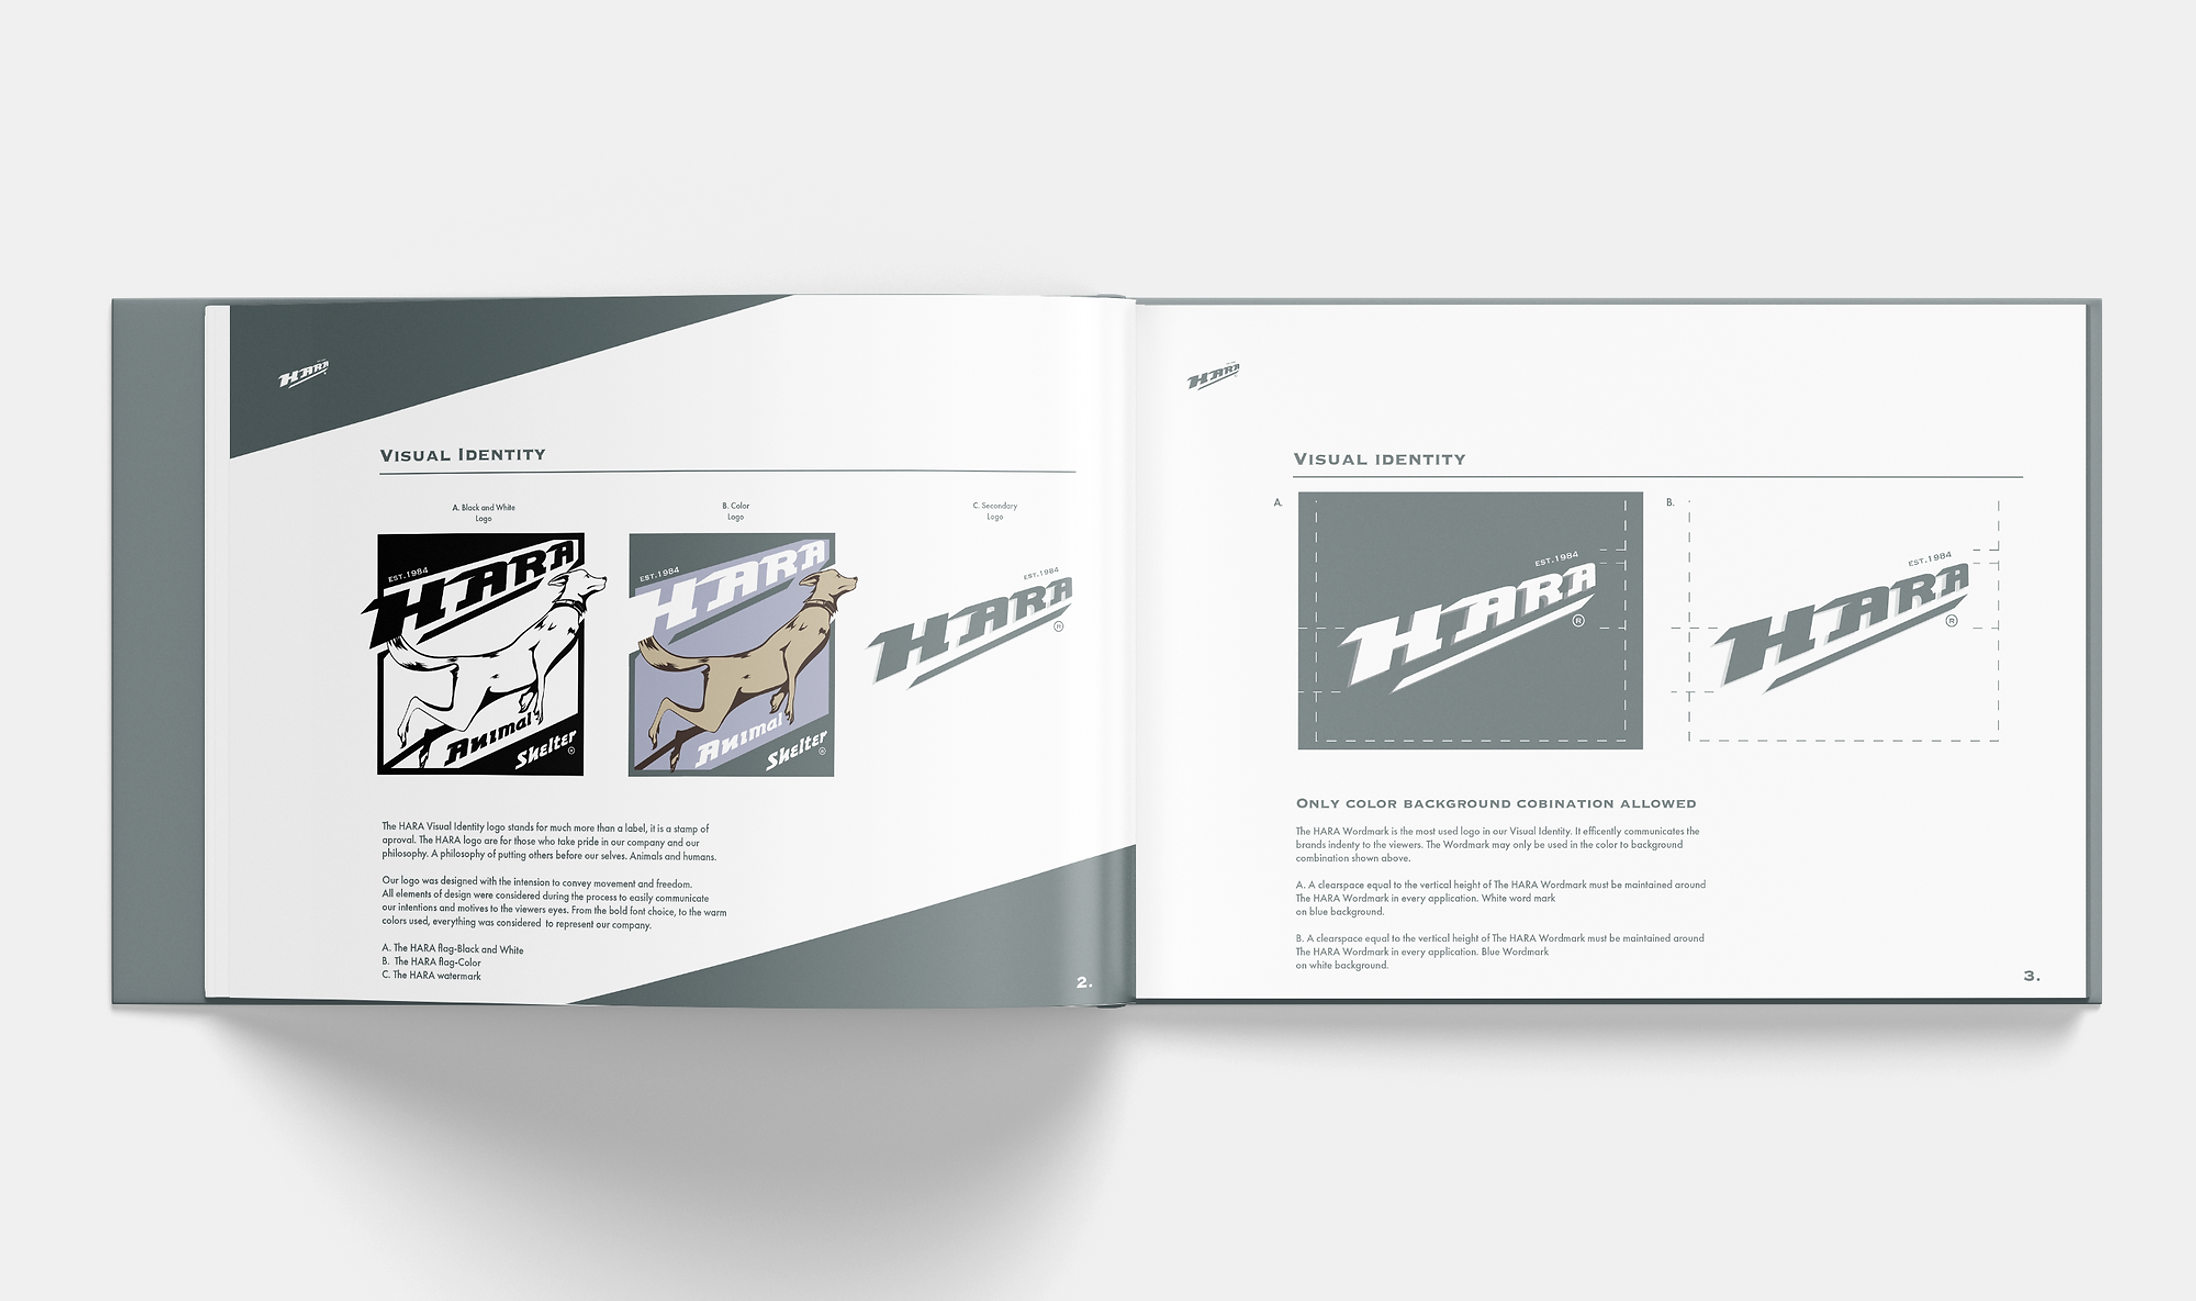 HARA
VISUAL IDENTITY
A. Black and White
Logo
B. Color
Logo
C. Secondary
Logo
EST.1984
HARA
Animal
Shelter
EST.1984
HARA
Animal
Shelter
EST.1984
HARA
The HARA Visual Identity logo stands for much more than a label, it is a stamp of
aproval. The HARA logo are for those who take pride in our company and our
philosophy. A philosophy of putting others before our selves. Animals and humans.
Our logo was designed with the intension to convey movement and freedom.
All elements of design were considered during the process to easily communicate
our intentions and motives to the viewers eyes. From the bold font choice, to the warm
colors used, everything was considered to represent our company.
A. The HARA flag-Black and White
B. The HARA flag-Color
C. The HARA watermark
2.
HARA
VISUAL IDENTITY
A.
EST.1984
HARA
®
B.
EST.1984
HARA
®
ONLY COLOR BACKGROUND COBINATION ALLOWED
The HARA Wordmark is the most used logo in our Visual Identity. It efficently communicates the
brands indenty to the viewers. The Wordmark may only be used in the color to background
combination shown above.
A. A clearspace equal to the vertical height of The HARA Wordmark must be maintained around
The HARA Wordmark in every application. White word mark
on blue background.
B. A clearspace equal to the vertical height of The HARA Wordmark must be maintained around
The HARA Wordmark in every application. Blue Wordmark
on white background.
3.